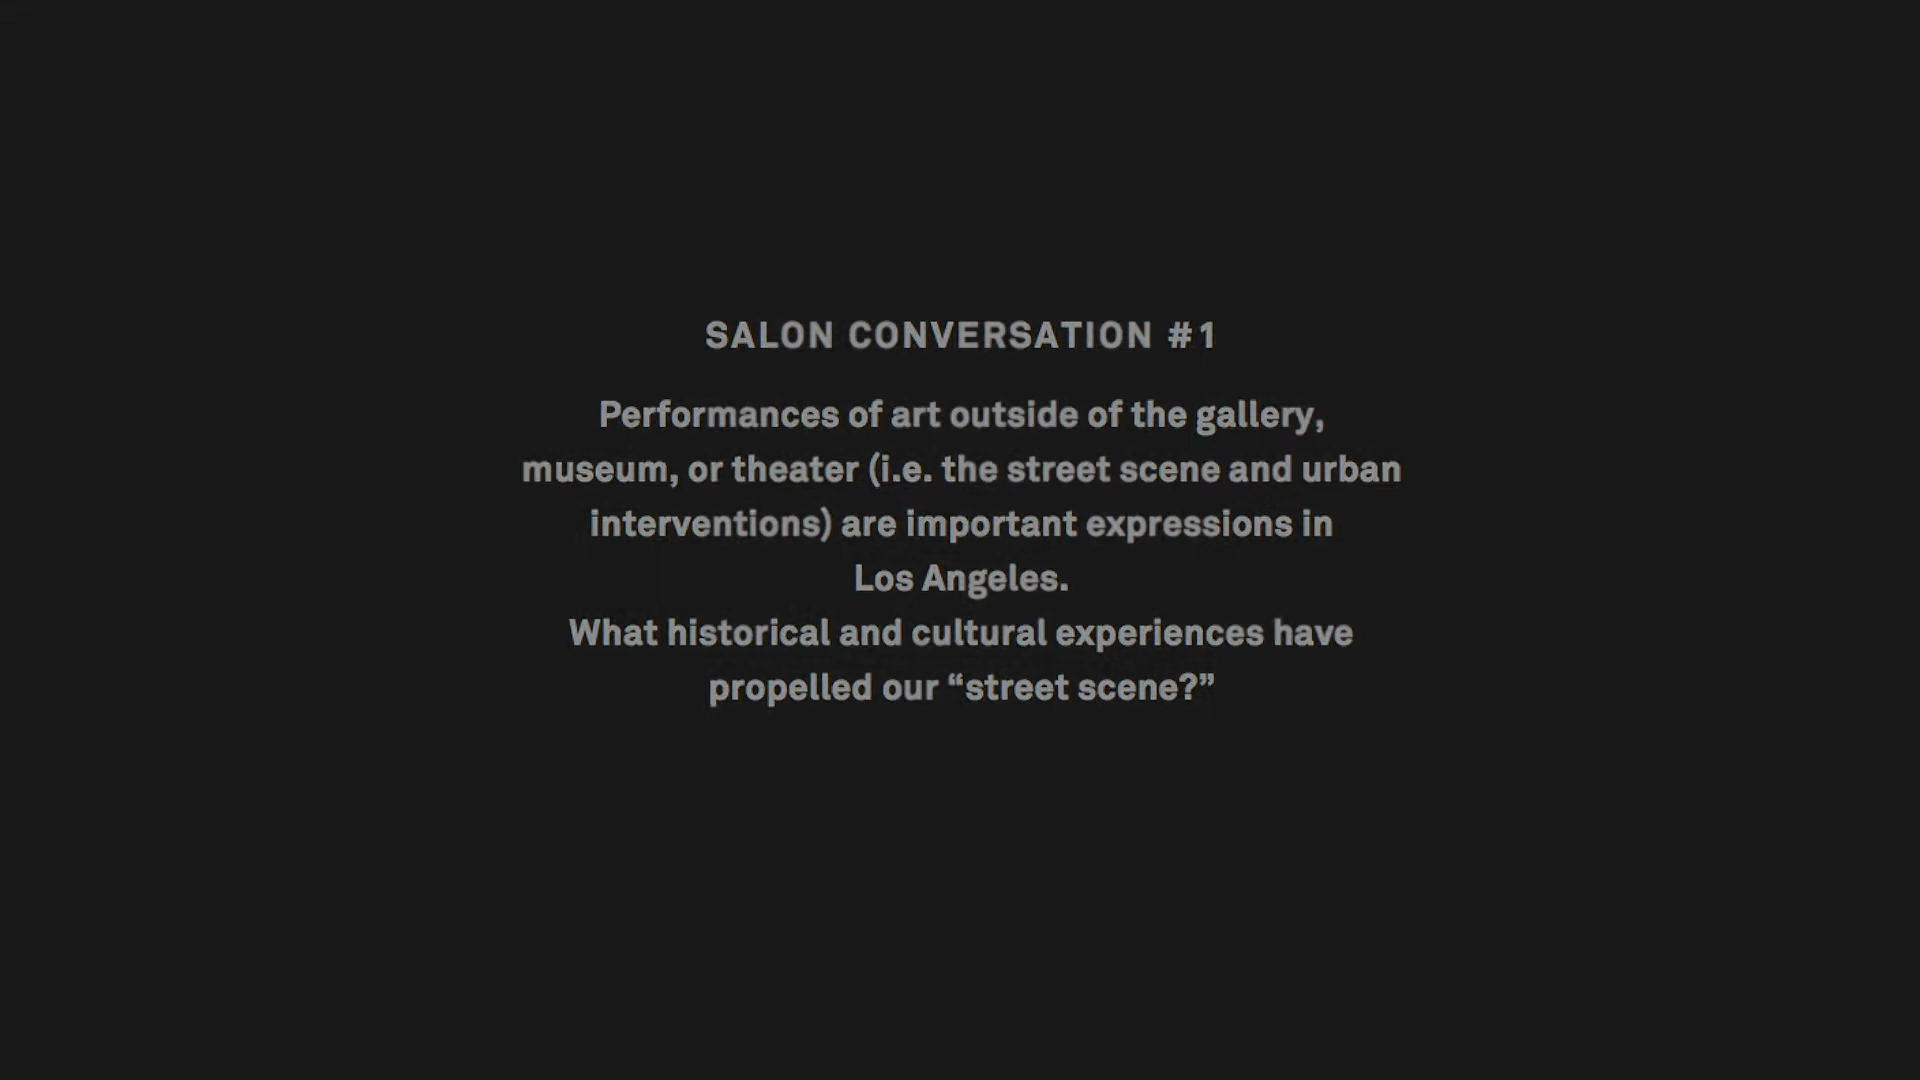 SALON CONVERSATION #1
Performances of art outside of the gallery,
museum, or theater (i.e. the street scene and urban
interventions) are important expressions in
Los Angeles.
What historical and cultural experiences have
propelled our “street scene?”